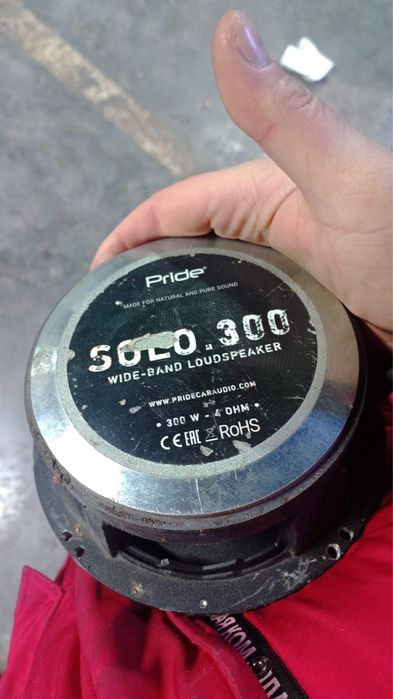 Pride®
MADE FOR NATURAL AND PURE SOUND
SOLO.300
WIDE-BAND LOUDSPEAKER
WWW.PRIDECARAUDIO.COM
• 300 W - 4 OHM •
CE EAC RoHS